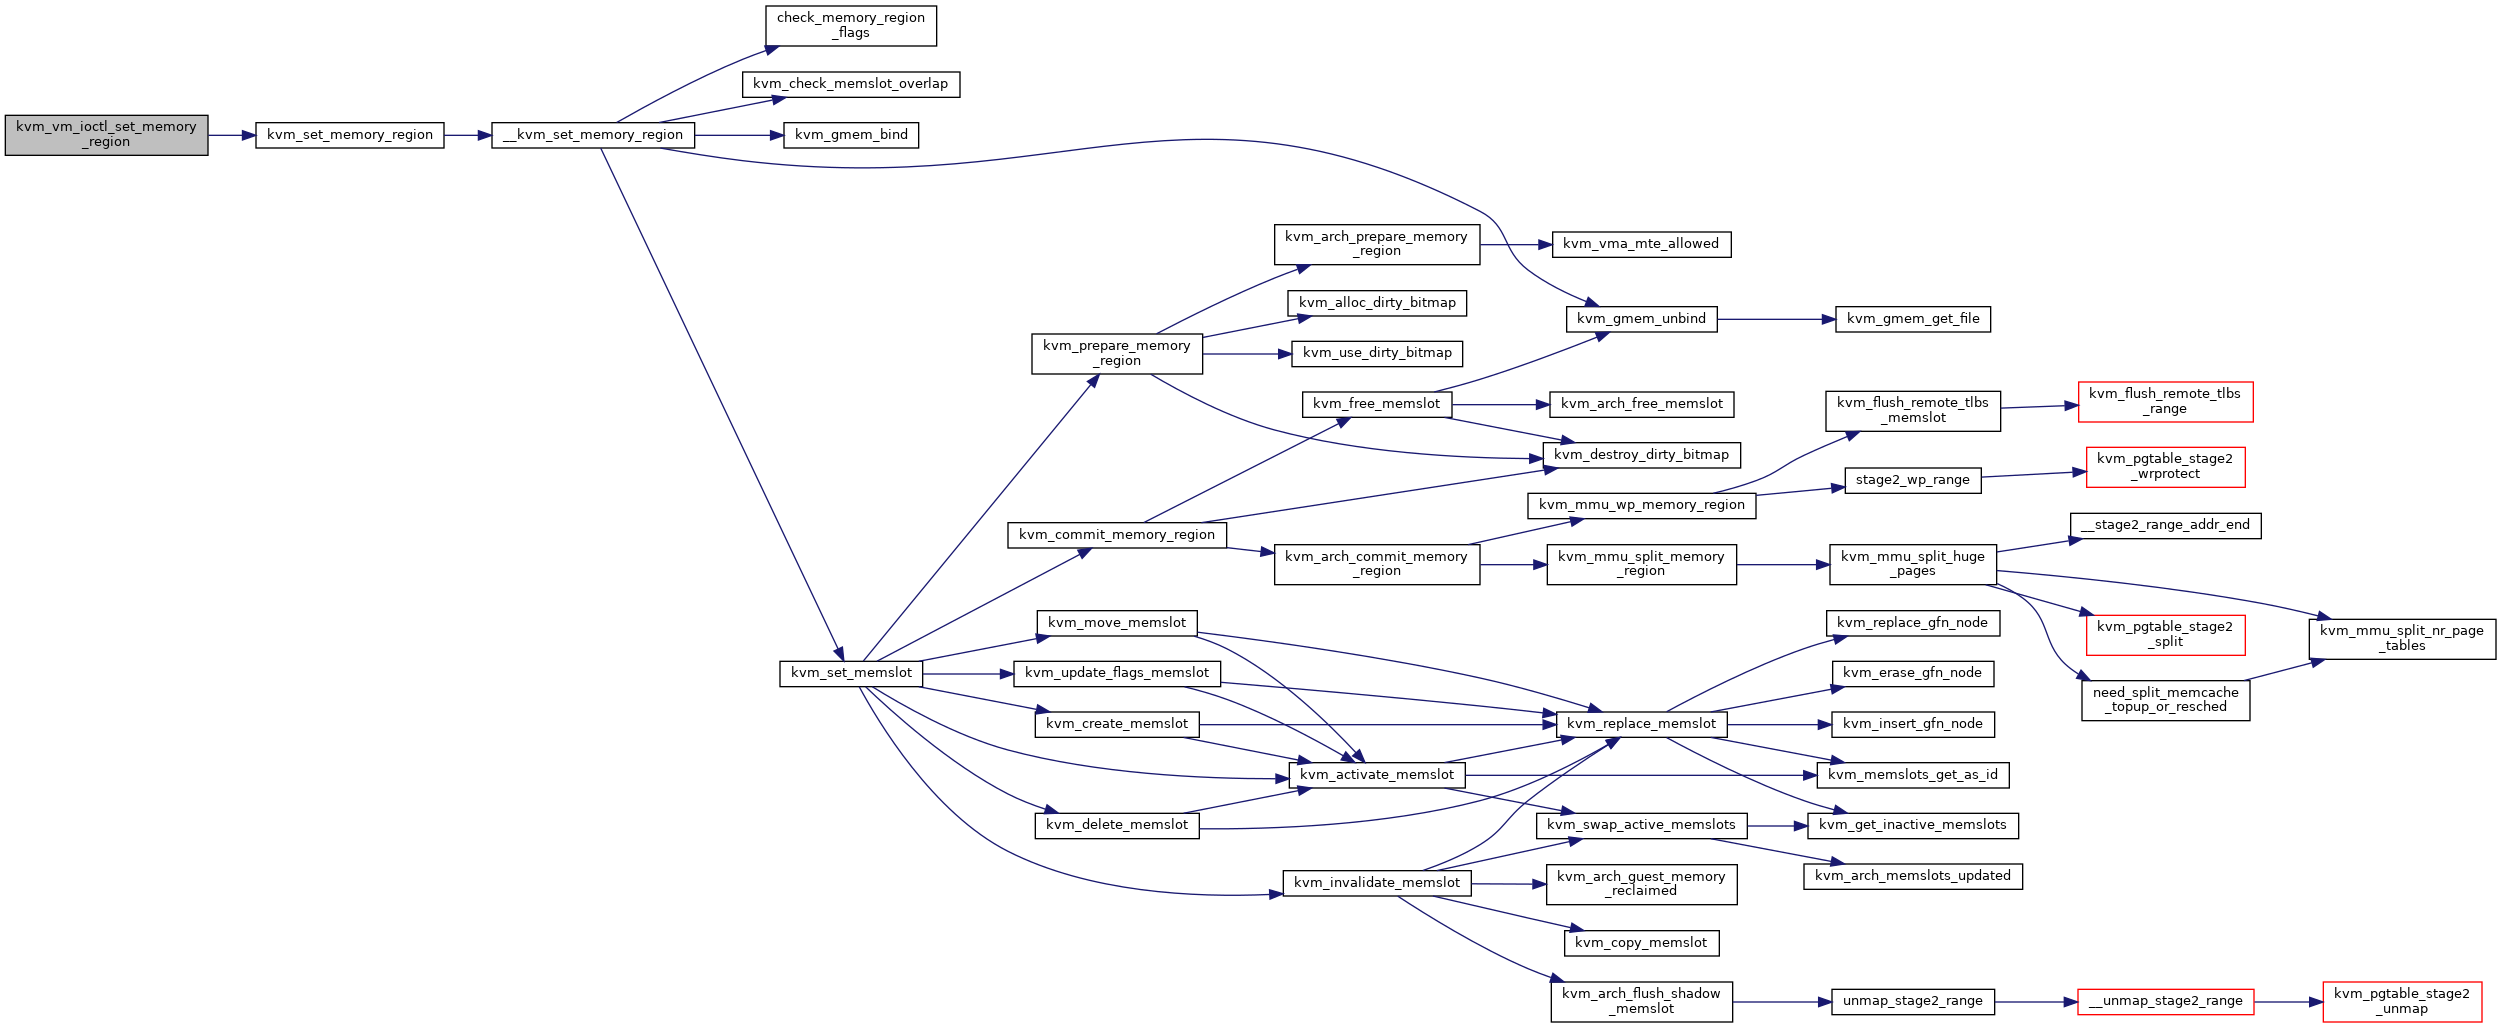 kvm_vm_ioctl_set_memory
_region
kvm_set_memory_region
__kvm_set_memory_region
check_memory_region
_flags
kvm_check_memslot_overlap
kvm_gmem_bind
kvm_set_memslot
kvm_prepare_memory
_region
kvm_commit_memory_region
kvm_move_memslot
kvm_update_flags_memslot
kvm_create_memslot
kvm_delete_memslot
kvm_arch_prepare_memory
_region
kvm_alloc_dirty_bitmap
kvm_use_dirty_bitmap
kvm_free_memslot
kvm_arch_commit_memory
_region
kvm_activate_memslot
kvm_invalidate_memslot
kvm_vma_mte_allowed
kvm_gmem_unbind
kvm_arch_free_memslot
kvm_destroy_dirty_bitmap
kvm_mmu_wp_memory_region
kvm_mmu_split_memory
_region
kvm_replace_memslot
kvm_swap_active_memslots
kvm_arch_guest_memory
_reclaimed
kvm_copy_memslot
kvm_arch_flush_shadow
_memslot
kvm_gmem_get_file
kvm_flush_remote_tlbs
_memslot
stage2_wp_range
kvm_mmu_split_huge
_pages
kvm_replace_gfn_node
kvm_erase_gfn_node
kvm_insert_gfn_node
kvm_memslots_get_as_id
kvm_get_inactive_memslots
kvm_arch_memslots_updated
unmap_stage2_range
kvm_flush_remote_tlbs
_range
kvm_pgtable_stage2
_wrprotect
__stage2_range_addr_end
kvm_pgtable_stage2
_split
need_split_memcache
_topup_or_resched
__unmap_stage2_range
kvm_mmu_split_nr_page
_tables
kvm_pgtable_stage2
_unmap